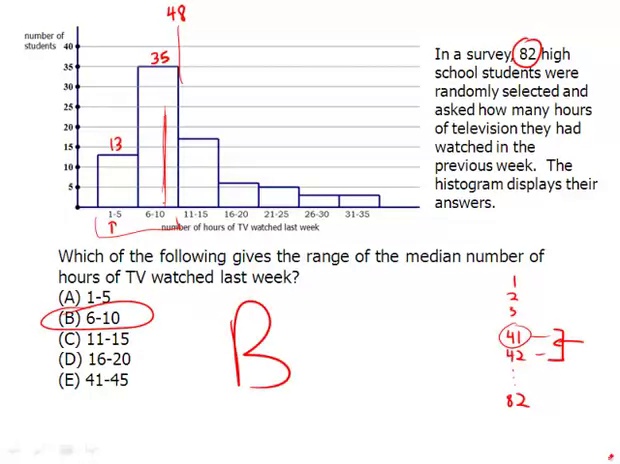 48
number of
students
40
35
35
30
25
20
15
13
10
5
1-5 6-10 11-15 16-20 21-25 26-30 31-35
number of hours of TV watched last week
In a survey, 82 high
school students were
randomly selected and
asked how many hours
of television they had
watched in the
previous week. The
histogram displays their
answers.
Which of the following gives the range of the median number of
hours of TV watched last week?
(A) 1-5
(B) 6-10
(C) 11-15
(D) 16-20
(E) 41-45
B
1
2
3
41
42
82